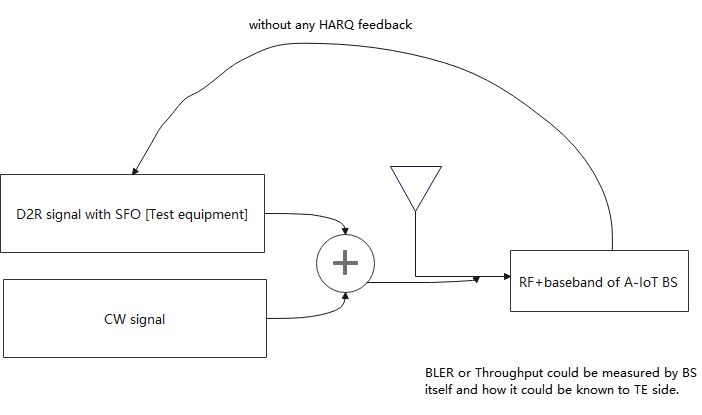 without any HARQ feedback
D2R signal with SFO [Test equipment]
CW signal
RF+baseband of A-IoT BS
BLER or Throughput could be measured by BS
itself and how it could be known to TE side.